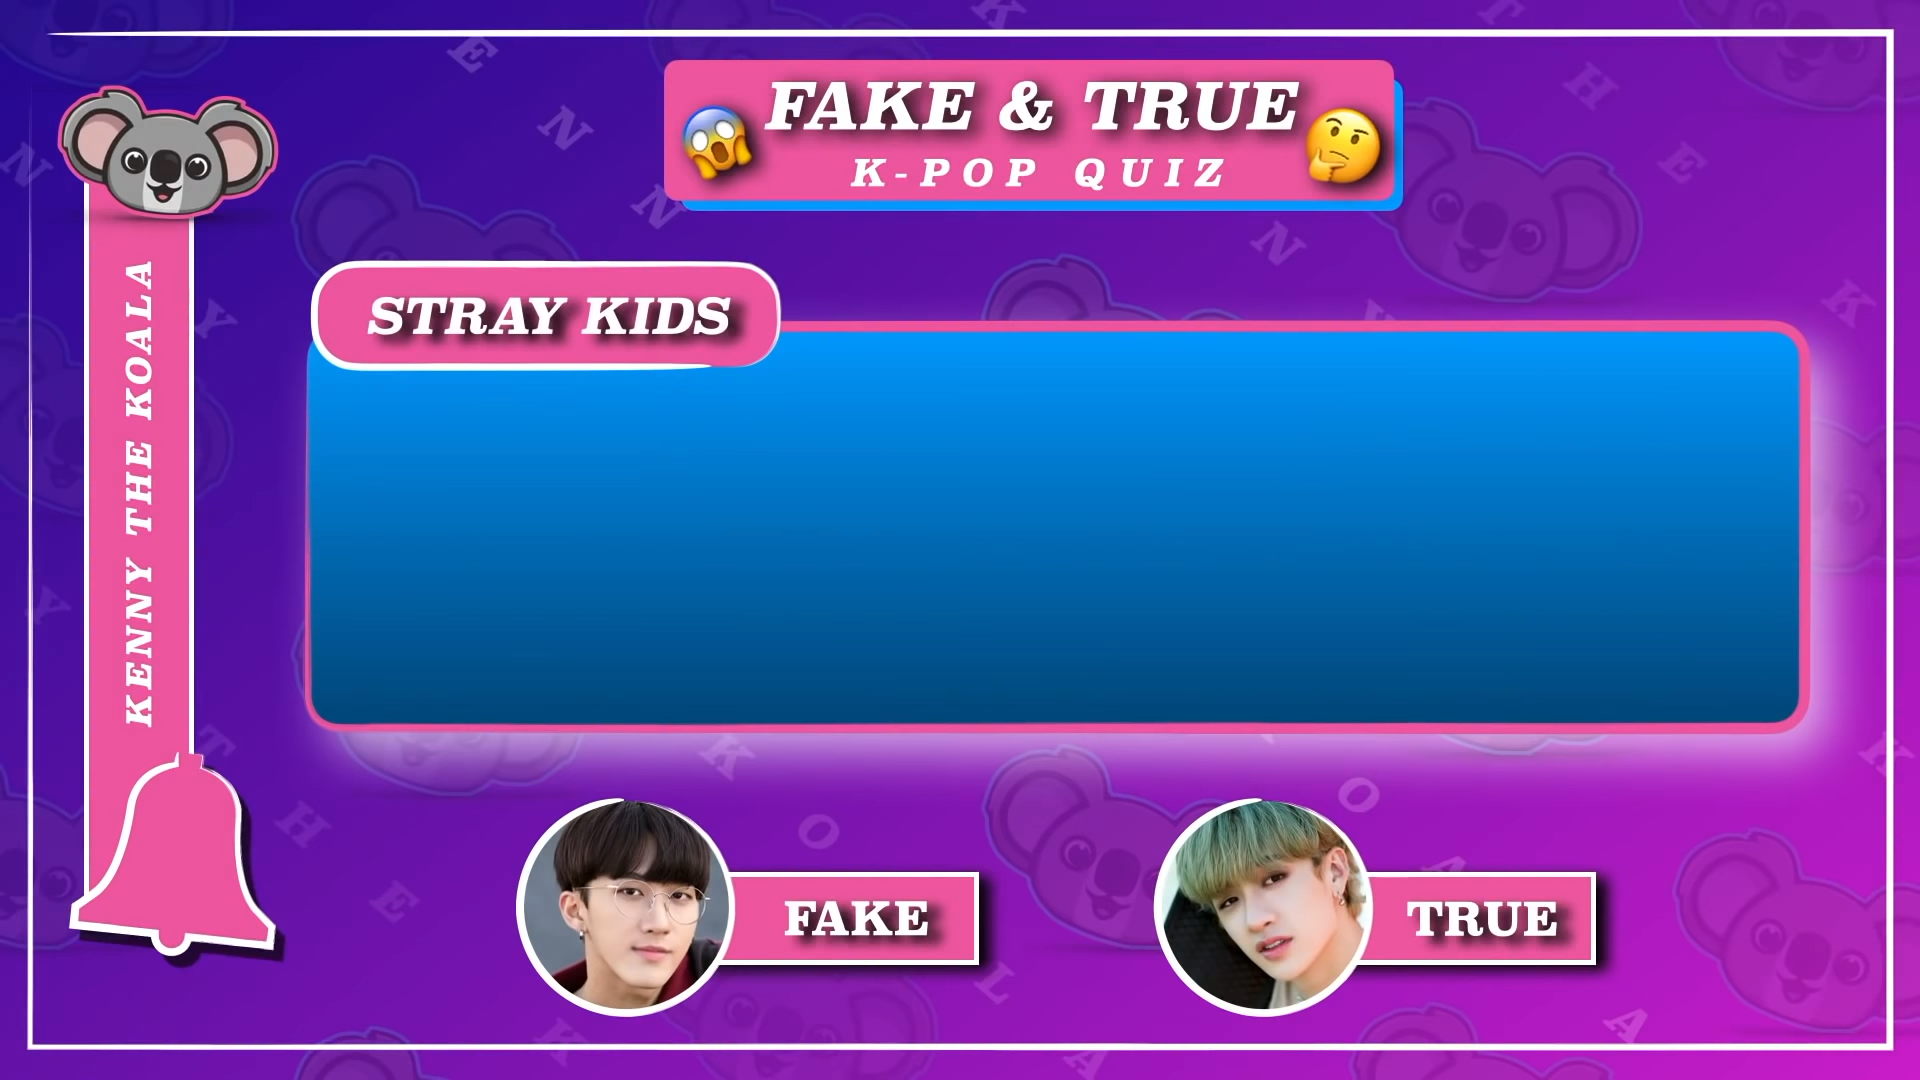 FAKE & TRUE
K-POP QUIZ
STRAY KIDS
KENNY THE KOALA
FAKE
TRUE